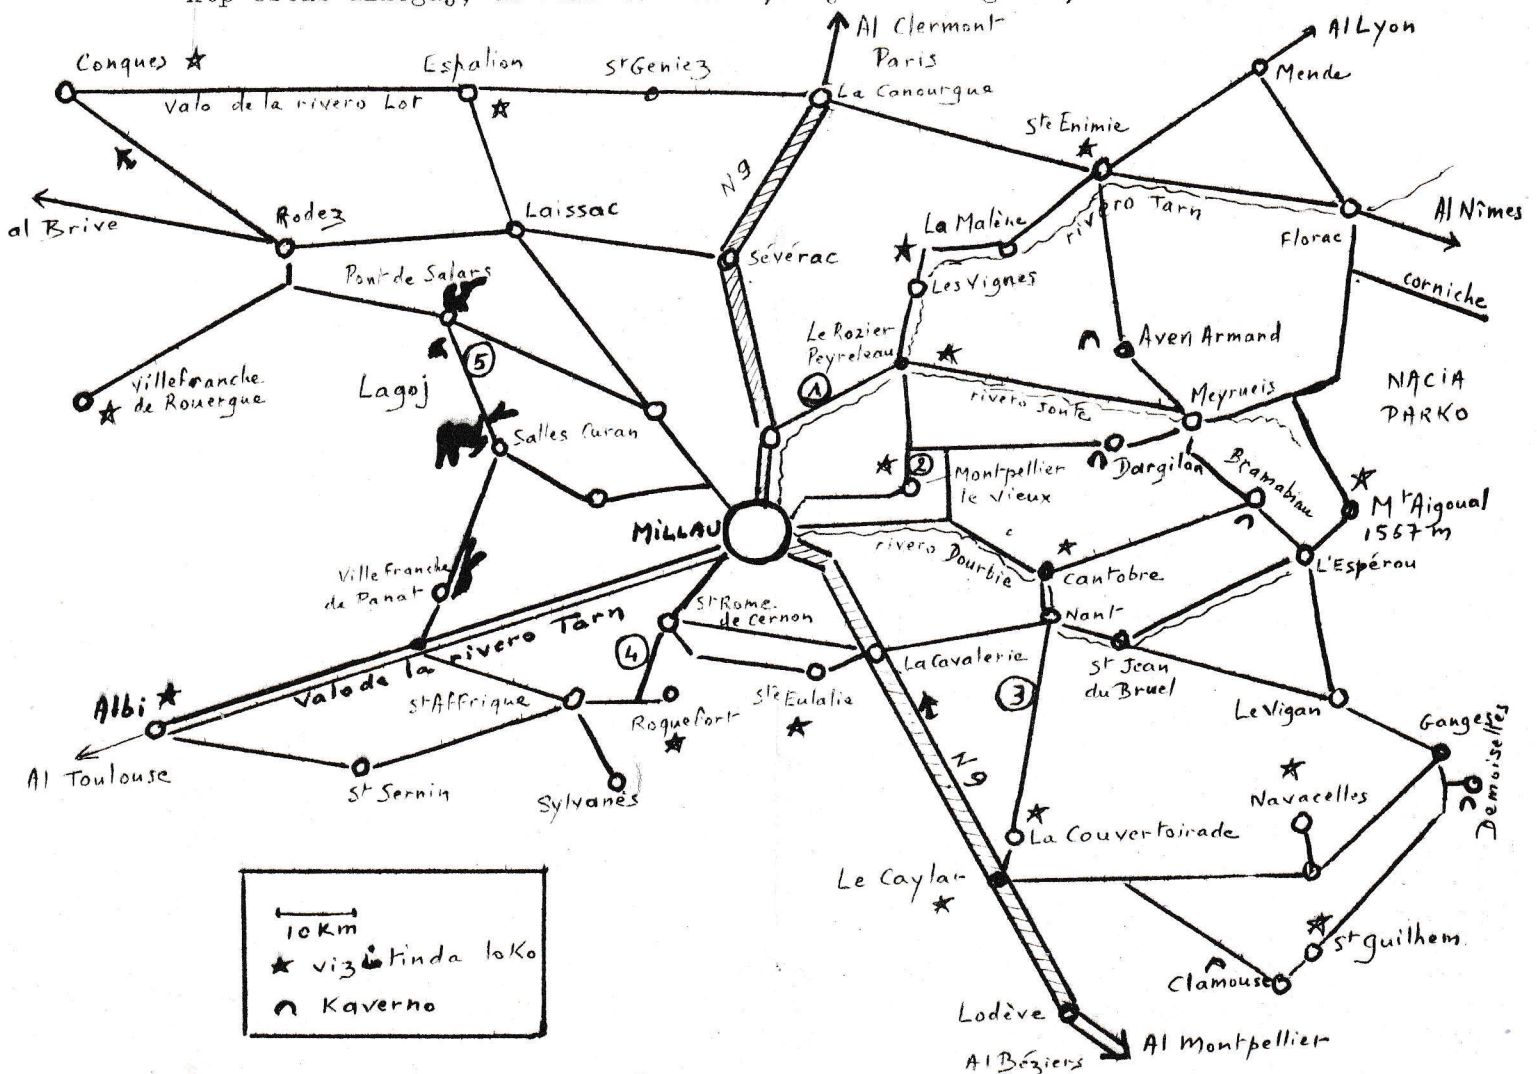 Al Clermont
Paris
Al Lyon
Conques
Espalion
St Geniez
La Canourgue
Mende
Valo de la rivero Lot
Ste Enimie
N9
al Brive
Rodez
Laissac
Sévérac
La Malène
rivero Tarn
Florac
Al Nîmes
Les Vignes
corniche
Pont de Salars
5
Lagoj
Villefranche
de Rouergue
Le Rozier
Peyreleau
1
Aven Armand
rivero Jonte
Meyrueis
NACIA
PARKO
Salles Curan
2
Montpellier
le vieux
Dargilan
Bramabiau
Mt Aigoual
1567m
MILLAU
rivero Dourbie
Cantobre
L'Espérou
Ville Franche
de Panat
St Rome
de Cernon
Nant
Valo de la rivero Tarn
4
La Cavalerie
St Jean
du Bruel
3
Albi
St Affrique
Roquefort
Ste Eulalie
Le Vigan
Ganges
Demoiselles
Al Toulouse
St Sernin
Sylvanès
N9
Navacelles
La Couvertoirade
Le Caylar
10 Km
vizitinda loko
Kaverno
St Guilhem
Clamouse
Lodève
Al Béziers
Al Montpellier